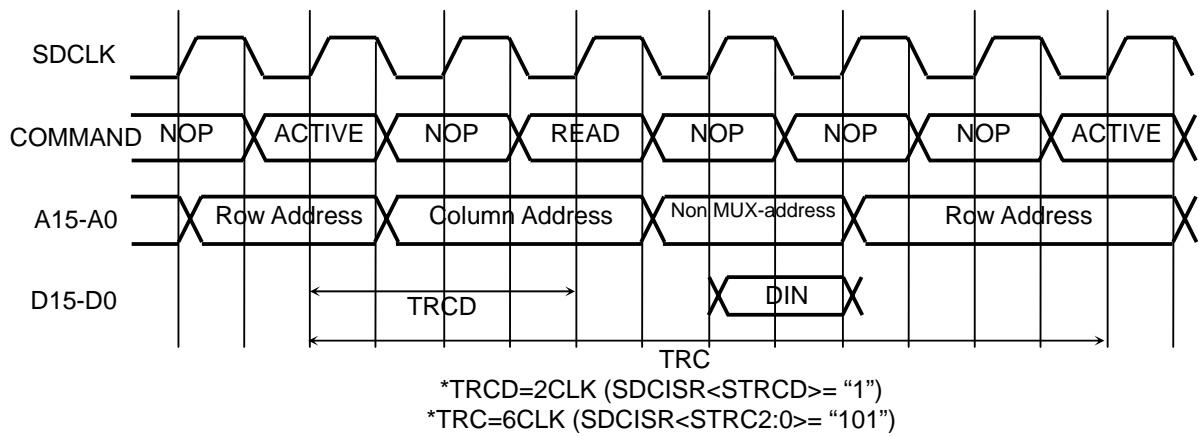 SDCLK
COMMAND NOP ACTIVE NOP READ NOP NOP NOP ACTIVE
A15-A0 Row Address Column Address Non MUX-address Row Address
D15-D0 TRCD DIN
TRC
*TRCD=2CLK (SDCISR<STRCD>= “1”)
*TRC=6CLK (SDCISR<STRC2:0>= “101”)